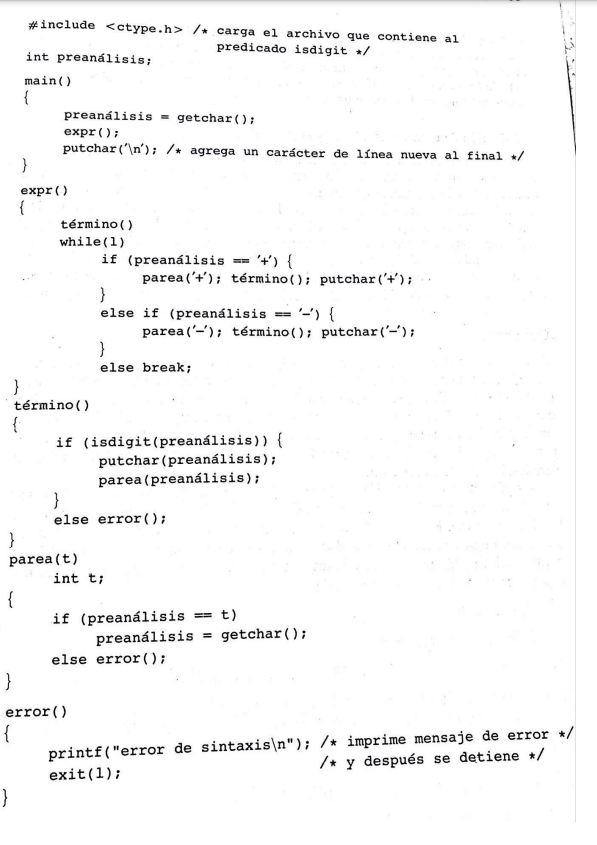 #include <ctype.h> /* carga el archivo que contiene al
predicado isdigit */
int preanálisis;
main()
{
preanálisis = getchar();
expr();
putchar('\n'); /* agrega un carácter de línea nueva al final */
}
expr()
{
término()
while(1)
if (preanálisis == '+') {
parea('+'); término(); putchar('+');
}
else if (preanálisis == '–') {
parea('–'); término(); putchar('–');
}
else break;
}
término()
{
if (isdigit(preanálisis)) {
putchar(preanálisis);
parea(preanálisis);
}
else error();
}
parea(t)
int t;
{
if (preanálisis == t)
preanálisis = getchar();
else error();
}
error()
{
printf("error de sintaxis\n"); /* imprime mensaje de error */
exit(1); /* y después se detiene */
}